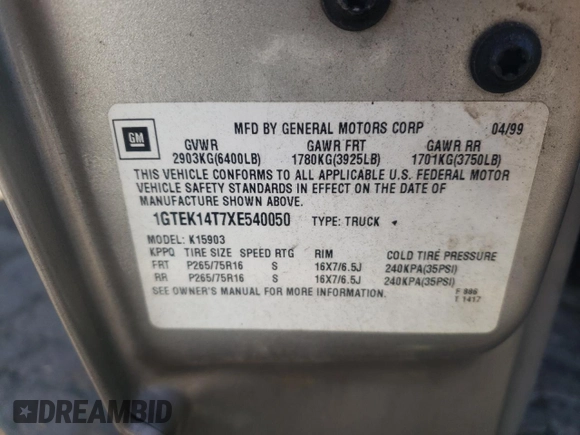 GM
MFD BY GENERAL MOTORS CORP 04/99
GVWR GAWR FRT GAWR RR
2903KG(6400LB) 1780KG(3925LB) 1701KG(3750LB)
THIS VEHICLE CONFORMS TO ALL APPLICABLE U.S. FEDERAL MOTOR
VEHICLE SAFETY STANDARDS IN EFFECT ON THE DATE OF
MANUFACTURE SHOWN ABOVE.
1GTEK14T7XE540050 TYPE: TRUCK
MODEL: K15903
KPPQ TIRE SIZE SPEED RTG RIM COLD TIRE PRESSURE
FRT P265/75R16 S 16X7/6.5J 240KPA(35PSI)
RR P265/75R16 S 16X7/6.5J 240KPA(35PSI)
SEE OWNER'S MANUAL FOR MORE INFORMATION.
F 886
T 1417
DREAMBID